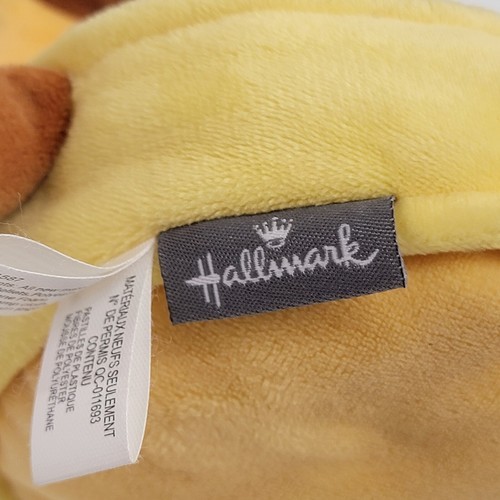 Hallmark
MATÉRIAUX NEUFS SEULEMENT
N° DE PERMIS QC-011693
CONTENU
PASTILLES DE PLASTIQUE
FIBRES DE POLYESTER
MOUSSE DE POLYURÉTHANE